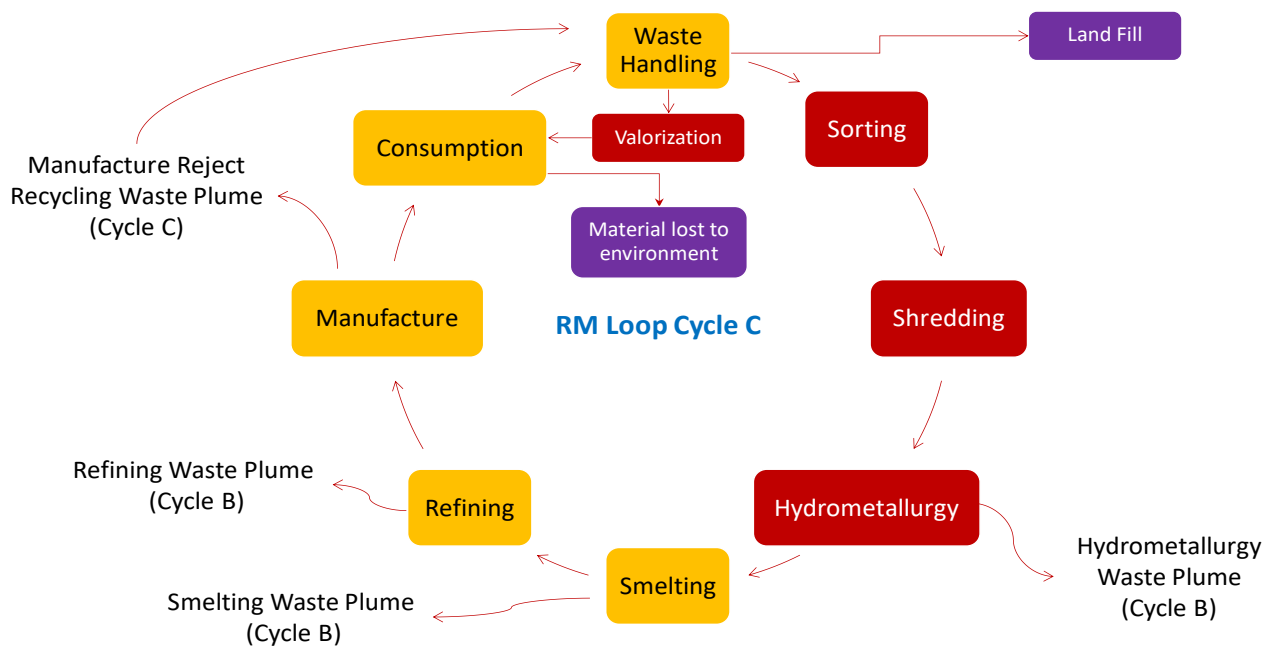 Waste
Handling
Land Fill
Sorting
Valorization
Consumption
Manufacture Reject
Recycling Waste Plume
(Cycle C)
Material lost to
environment
Manufacture
RM Loop Cycle C
Shredding
Refining Waste Plume
(Cycle B)
Refining
Hydrometallurgy
Smelting
Smelting Waste Plume
(Cycle B)
Hydrometallurgy
Waste Plume
(Cycle B)